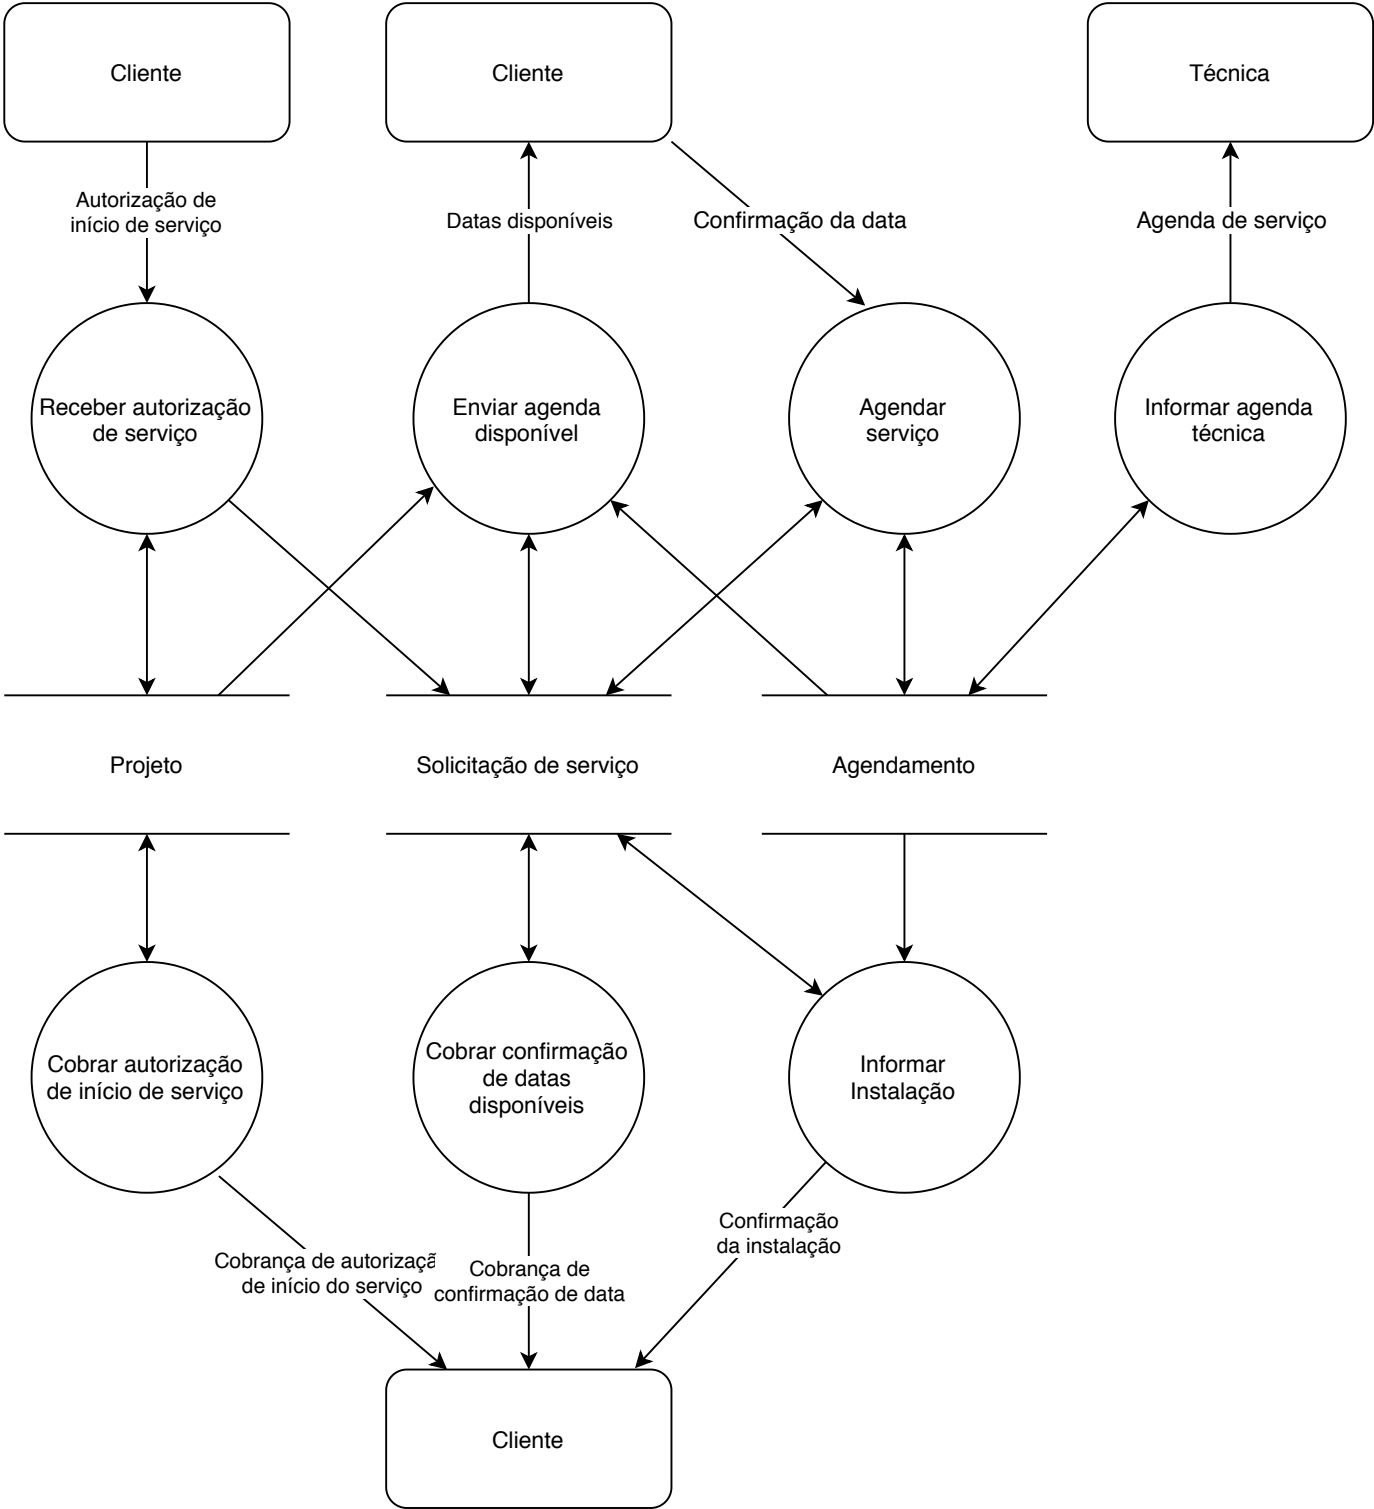 Cliente
Cliente
Técnica
Autorização de
início de serviço
Datas disponíveis
Confirmação da data
Agenda de serviço
Receber autorização
de serviço
Enviar agenda
disponível
Agendar
serviço
Informar agenda
técnica
Projeto
Solicitação de serviço
Agendamento
Cobrar autorização
de início de serviço
Cobrar confirmação
de datas
disponíveis
Informar
Instalação
Confirmação
da instalação
Cobrança de autorizaçã
de início do serviço
Cobrança de
confirmação de data
Cliente